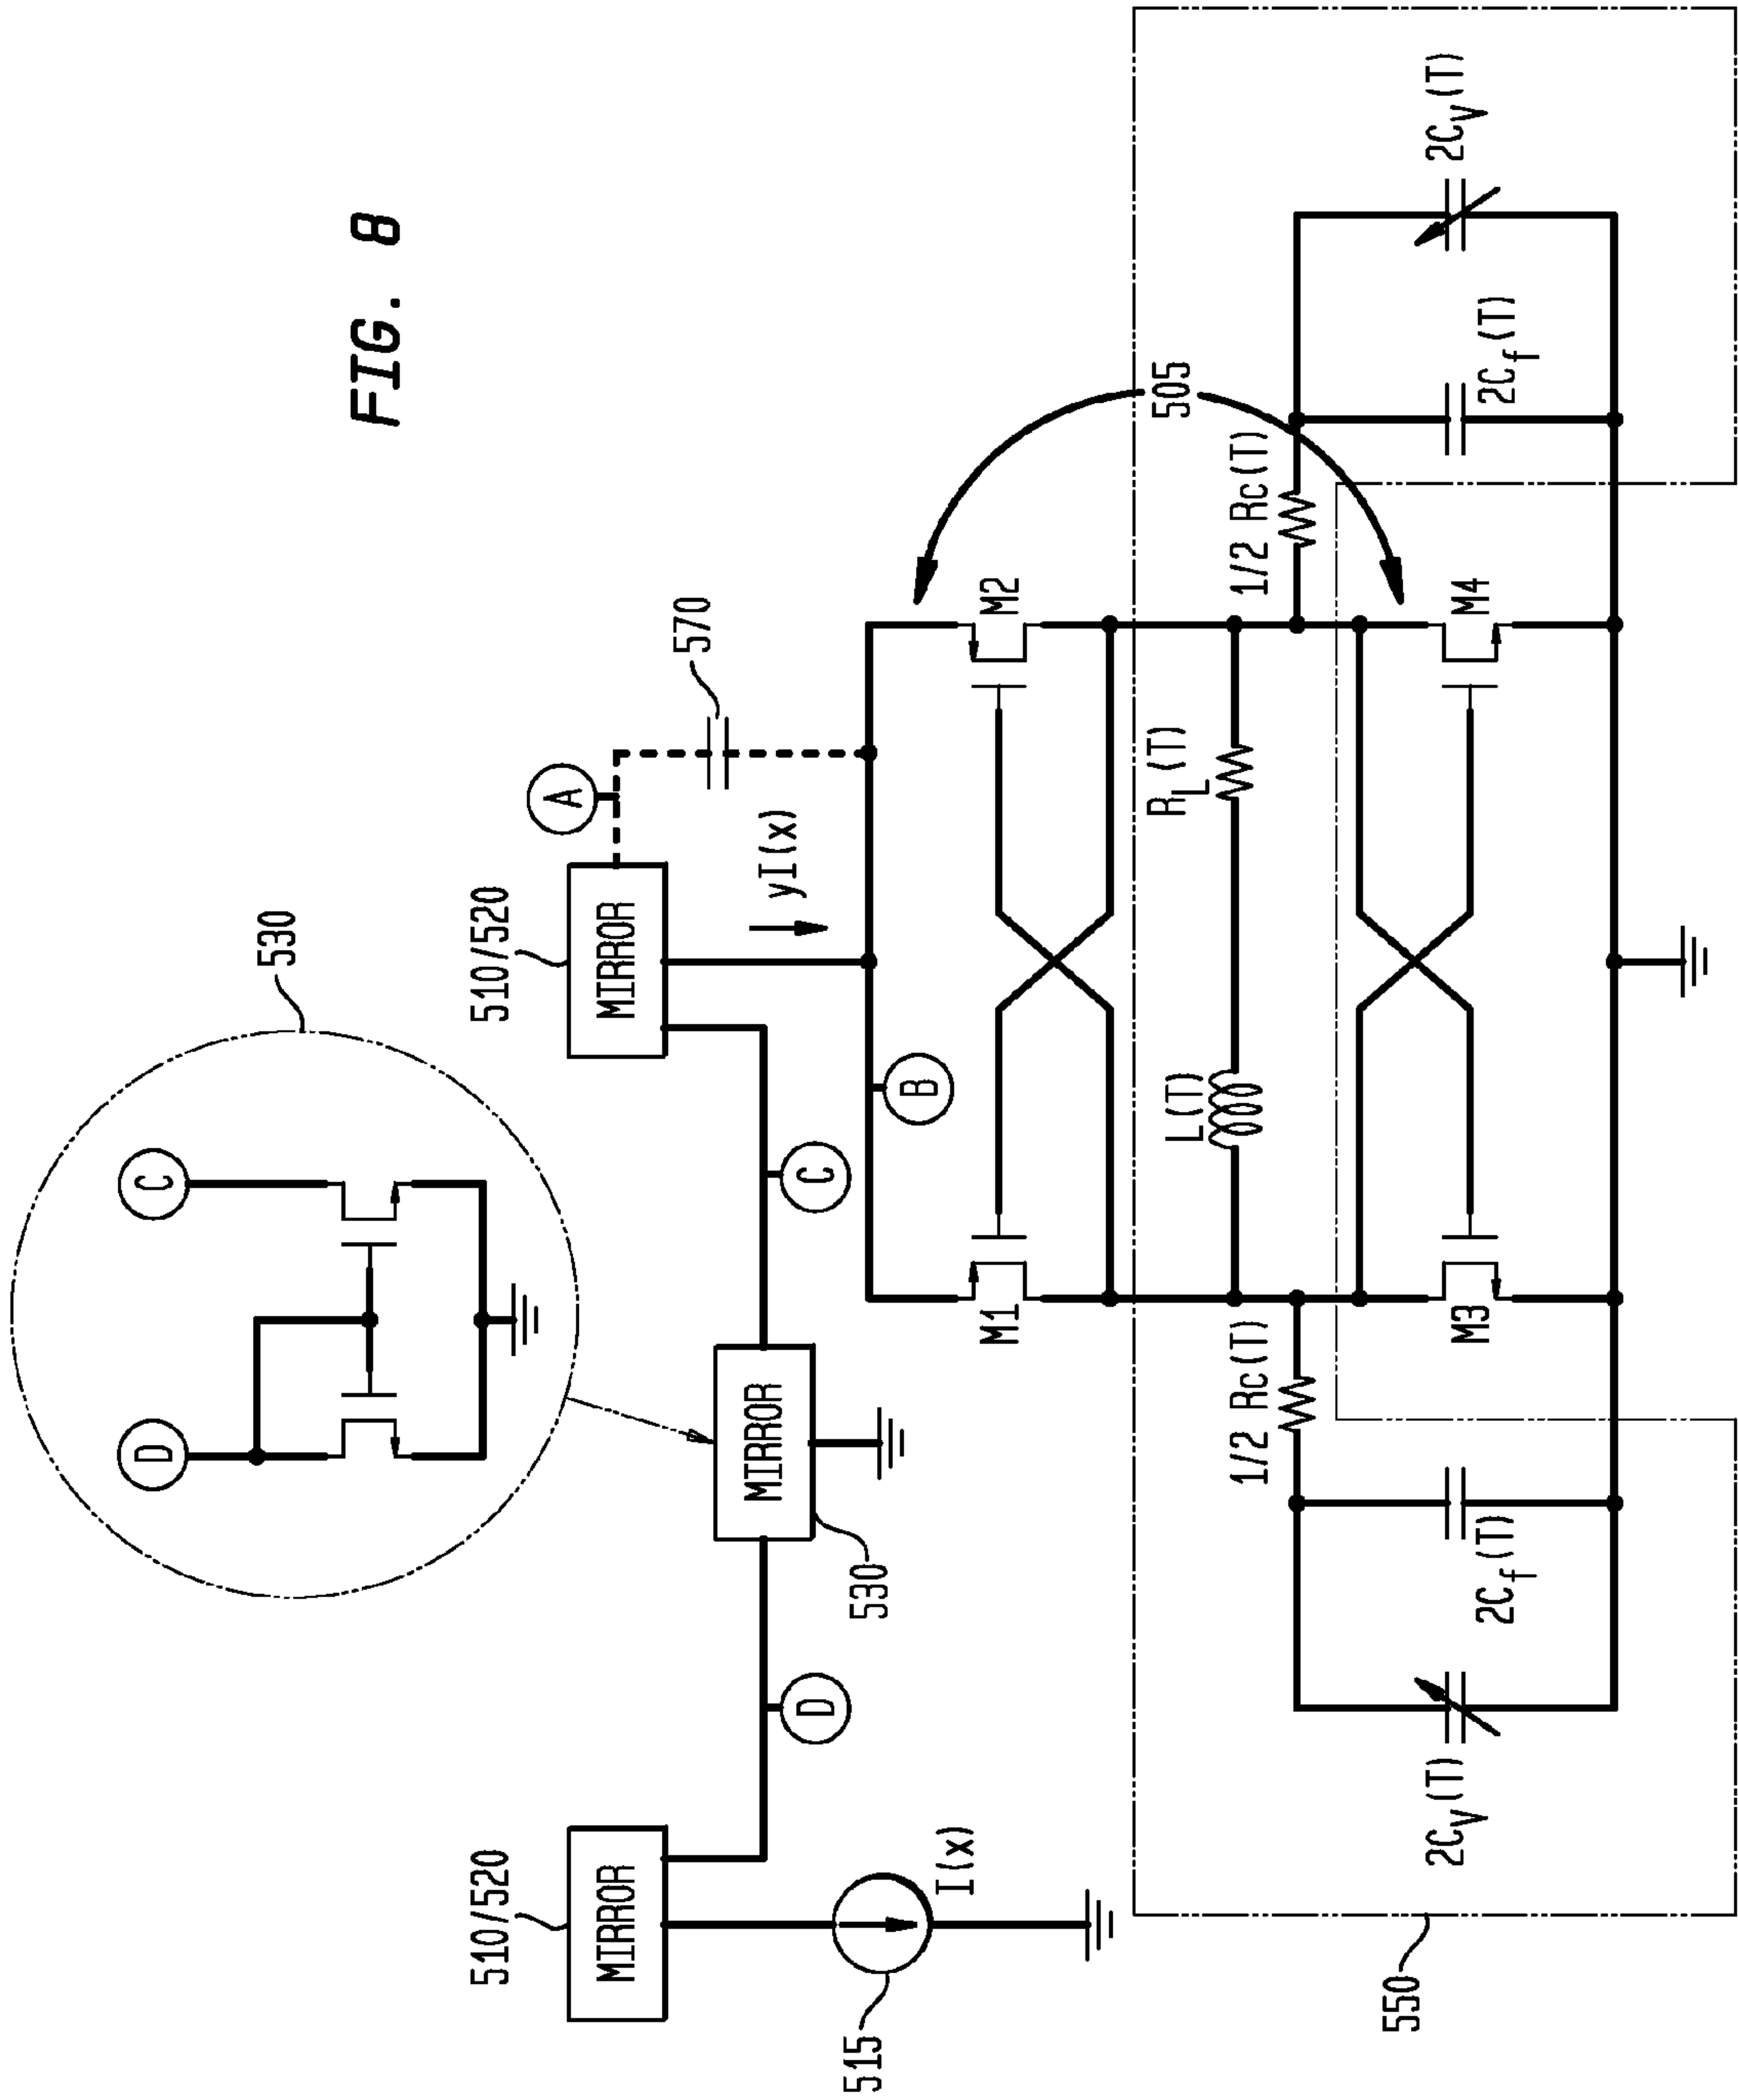 FIG. 8
530
D
C
510/520
MIRROR
510/520
MIRROR
A
570
515
I(x)
D
MIRROR
530
C
yI(x)
B
M1
M2
505
L(T)
R_L(T)
1/2 Rc(T)
1/2 Rc(T)
2C_V(T)
2C_f(T)
M3
M4
2C_f(T)
2C_V(T)
550